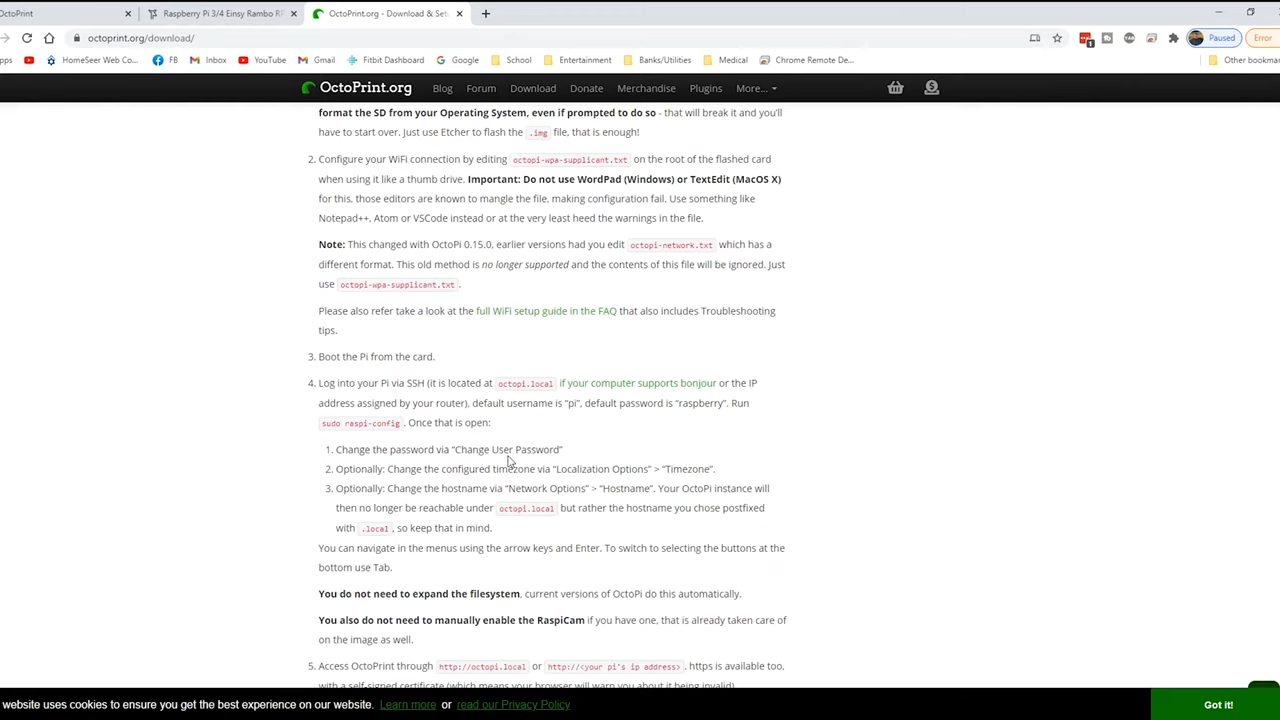 OctoPrint
Raspberry Pi 3/4 Einsy Rambo
OctoPrint.org - Download & Set
octoprint.org/download/
1
Paused
Error
HomeSeer Web Co...
FB
Inbox
YouTube
Gmail
Fitbit Dashboard
Google
School
Entertainment
Banks/Utilities
Medical
Chrome Remote De...
Other bookmar
OctoPrint.org
Blog
Forum
Download
Donate
Merchandise
Plugins
More...
format the SD from your Operating System, even if prompted to do so - that will break it and you'll
have to start over. Just use Etcher to flash the .img file, that is enough!
2. Configure your WiFi connection by editing octopi-wpa-supplicant.txt on the root of the flashed card
when using it like a thumb drive. Important: Do not use WordPad (Windows) or TextEdit (MacOS X)
for this, those editors are known to mangle the file, making configuration fail. Use something like
Notepad++, Atom or VSCode instead or at the very least heed the warnings in the file.
Note: This changed with OctoPi 0.15.0, earlier versions had you edit octopi-network.txt which has a
different format. This old method is no longer supported and the contents of this file will be ignored. Just
use octopi-wpa-supplicant.txt.
Please also refer take a look at the full WiFi setup guide in the FAQ that also includes Troubleshooting
tips.
3. Boot the Pi from the card.
4. Log into your Pi via SSH (it is located at octopi.local if your computer supports bonjour or the IP
address assigned by your router), default username is “pi”, default password is “raspberry”. Run
sudo raspi-config. Once that is open:
1. Change the password via “Change User Password”
2. Optionally: Change the configured timezone via “Localization Options” > “Timezone”.
3. Optionally: Change the hostname via “Network Options” > “Hostname”. Your OctoPi instance will
then no longer be reachable under octopi.local but rather the hostname you chose postfixed
with .local, so keep that in mind.
You can navigate in the menus using the arrow keys and Enter. To switch to selecting the buttons at the
bottom use Tab.
You do not need to expand the filesystem, current versions of OctoPi do this automatically.
You also do not need to manually enable the RaspiCam if you have one, that is already taken care of
on the image as well.
5. Access OctoPrint through http://octopi.local or http://<your pi's ip address>. https is available too,
with a self-signed certificate (which means your browser will warn you about it being invalid)
website uses cookies to ensure you get the best experience on our website. Learn more or read our Privacy Policy
Got it!